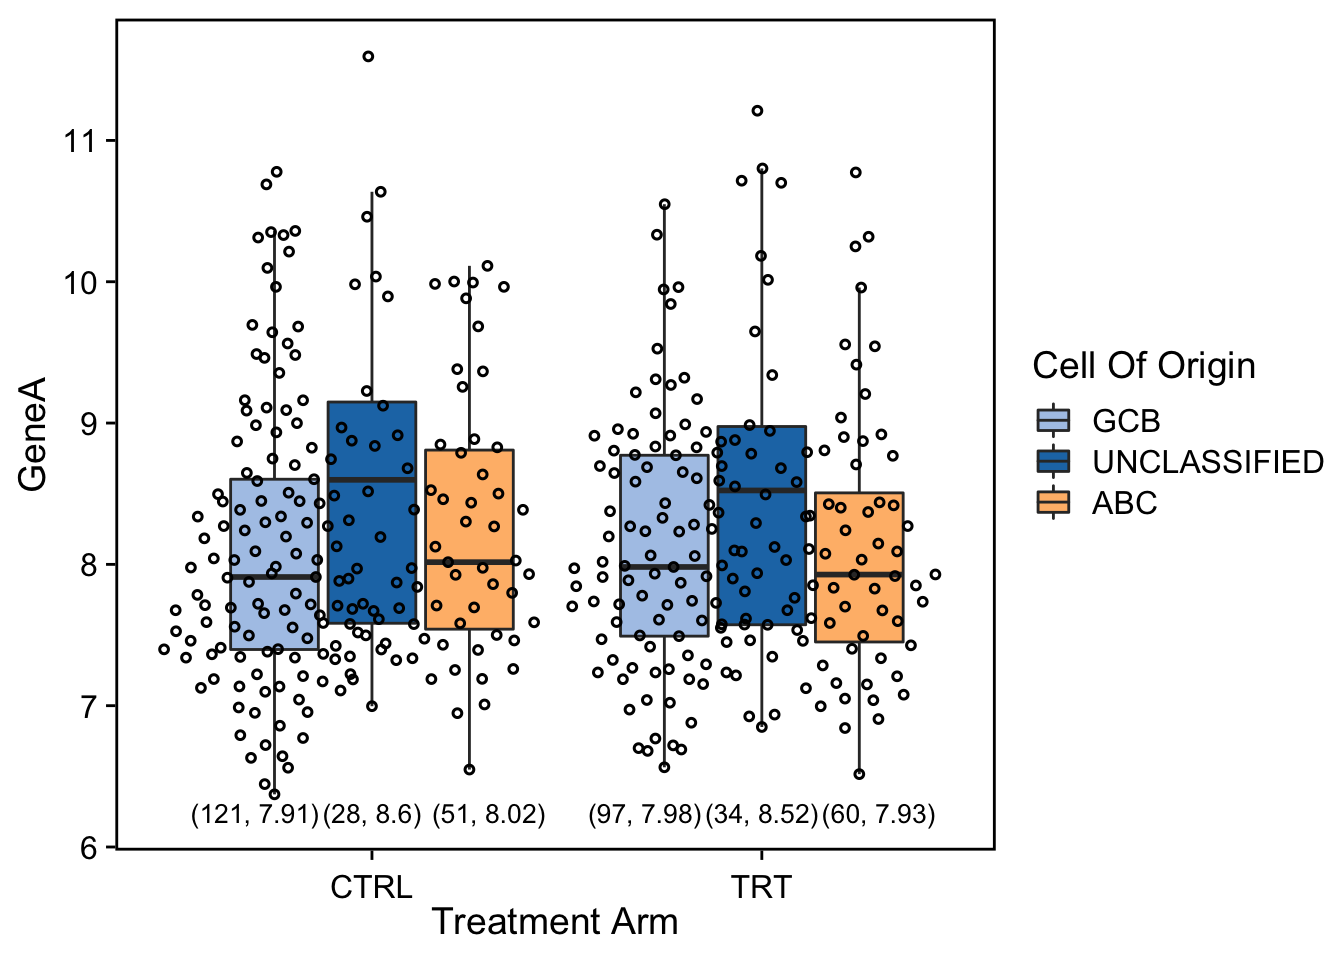 GeneA
11
10
9
8
7
6
(121, 7.91) (28, 8.6) (51, 8.02) (97, 7.98) (34, 8.52) (60, 7.93)
CTRL TRT
Treatment Arm
Cell Of Origin
GCB
UNCLASSIFIED
ABC